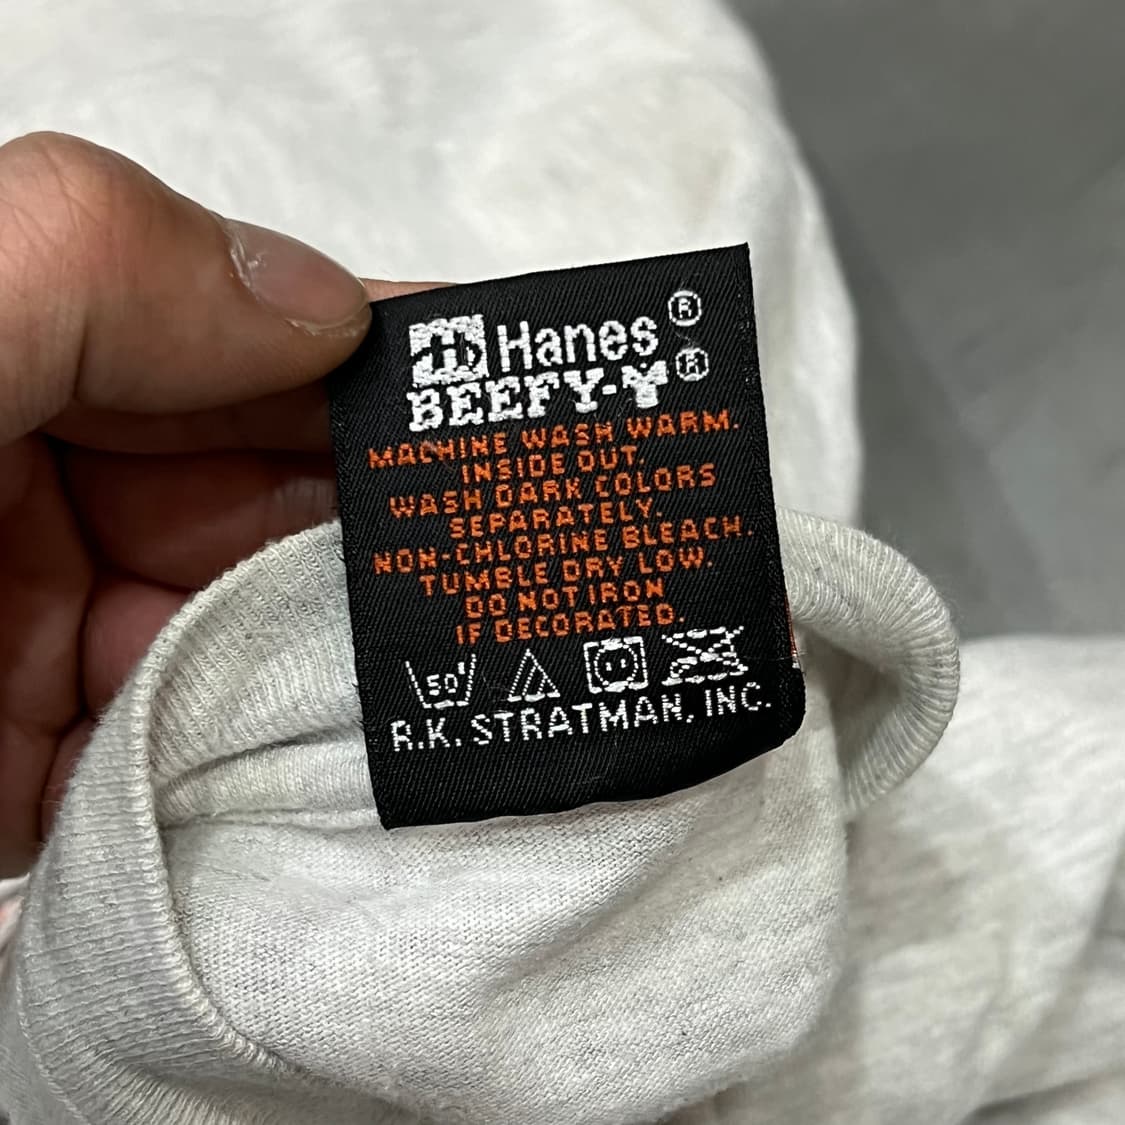 Hanes®
BEEFY-T®
MACHINE WASH WARM.
INSIDE OUT.
WASH DARK COLORS
SEPARATELY.
NON-CHLORINE BLEACH.
TUMBLE DRY LOW.
DO NOT IRON
IF DECORATED.
50°
R.K. STRATMAN, INC.